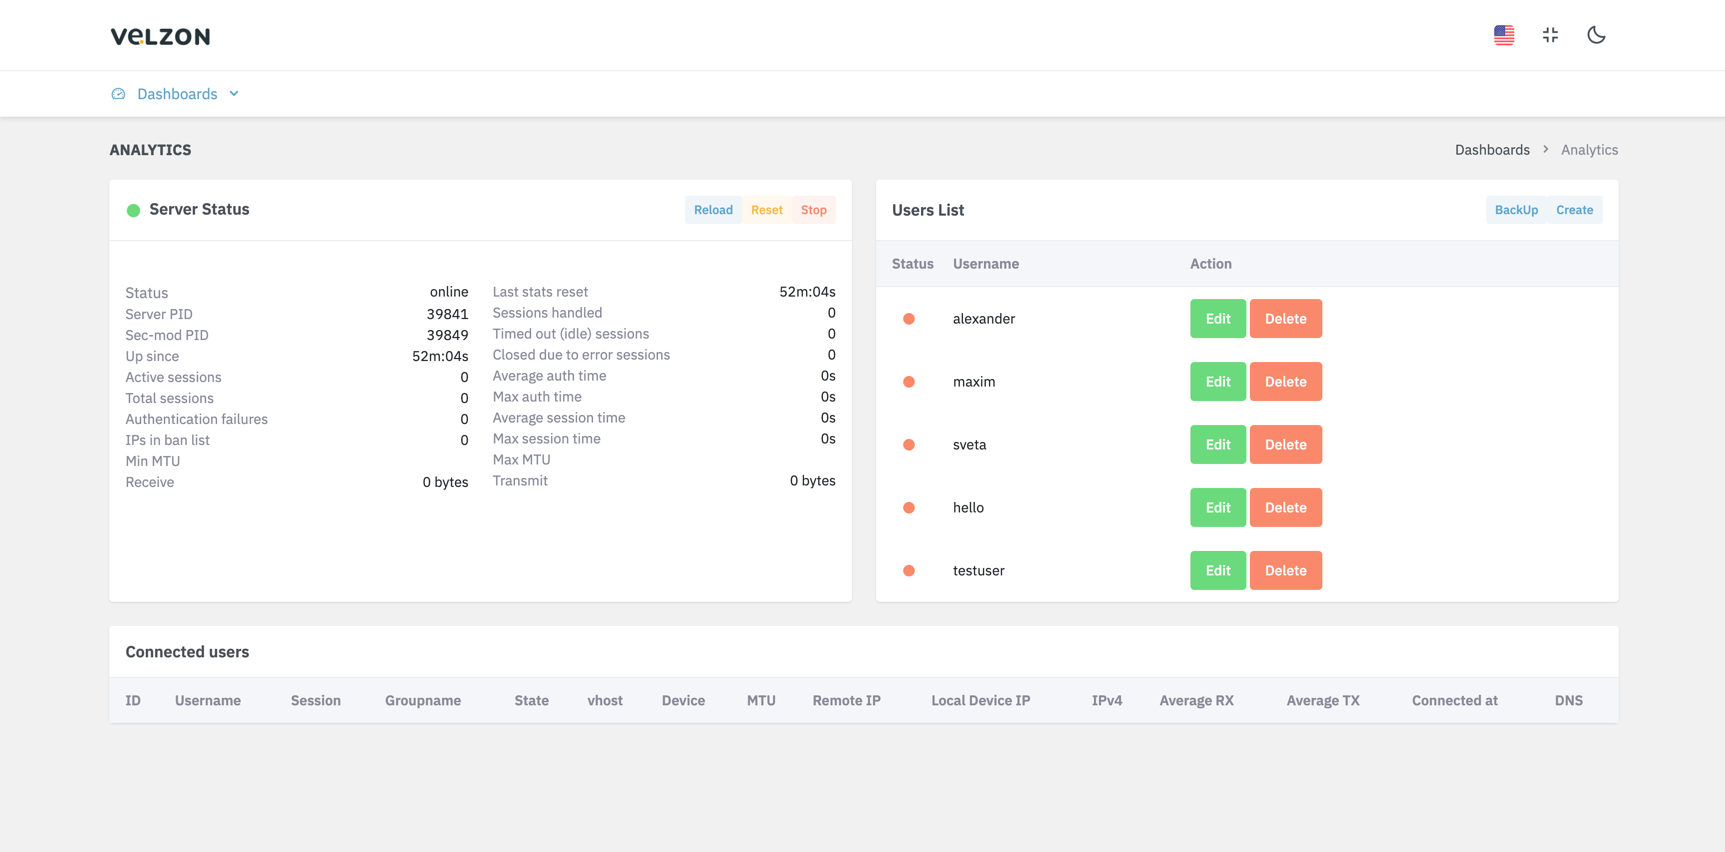 VELZON
Dashboards
ANALYTICS
Dashboards > Analytics
Server Status
Reload Reset Stop
Status online
Server PID 39841
Sec-mod PID 39849
Up since 52m:04s
Active sessions 0
Total sessions 0
Authentication failures 0
IPs in ban list 0
Min MTU
Receive 0 bytes
Last stats reset 52m:04s
Sessions handled 0
Timed out (idle) sessions 0
Closed due to error sessions 0
Average auth time 0s
Max auth time 0s
Average session time 0s
Max session time 0s
Max MTU
Transmit 0 bytes
Users List
BackUp Create
Status Username Action
alexander Edit Delete
maxim Edit Delete
sveta Edit Delete
hello Edit Delete
testuser Edit Delete
Connected users
ID Username Session Groupname State vhost Device MTU Remote IP Local Device IP IPv4 Average RX Average TX Connected at DNS